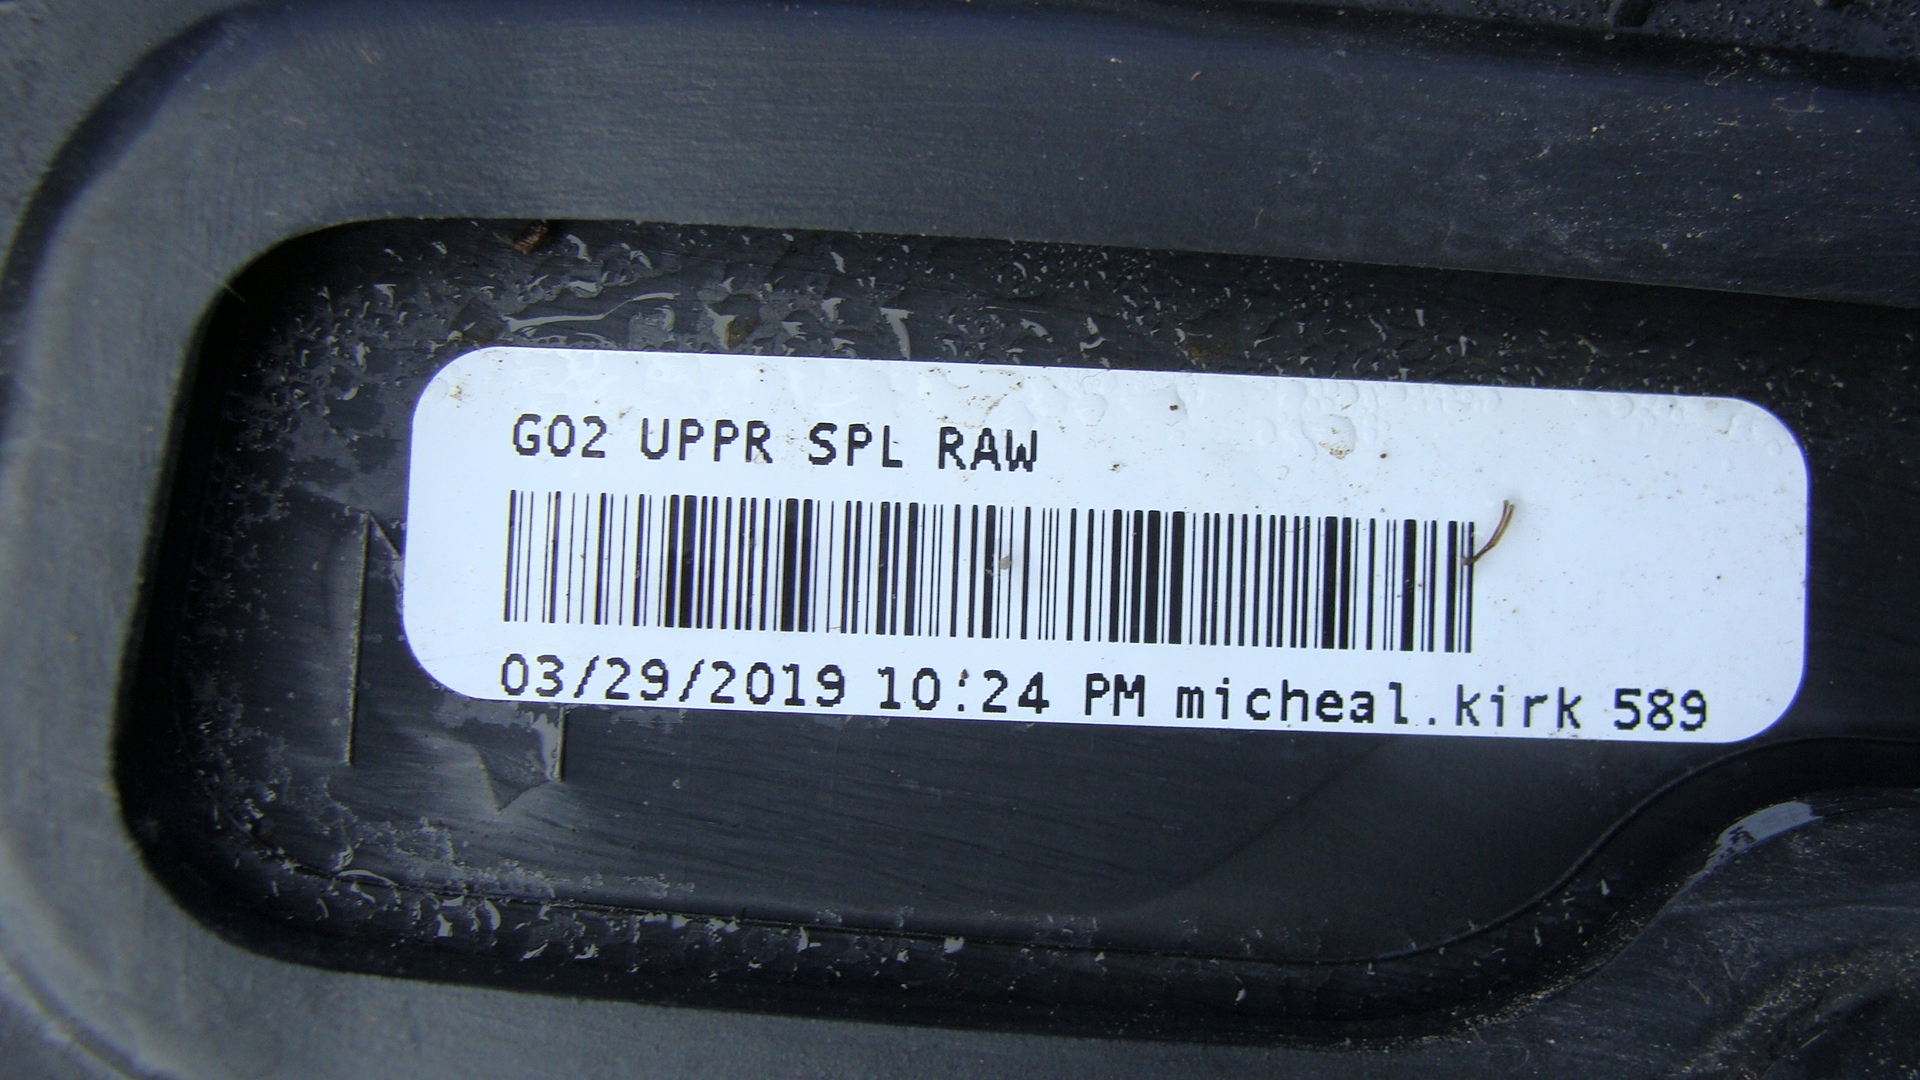 G02 UPPR SPL RAW
03/29/2019 10:24 PM micheal.kirk 589